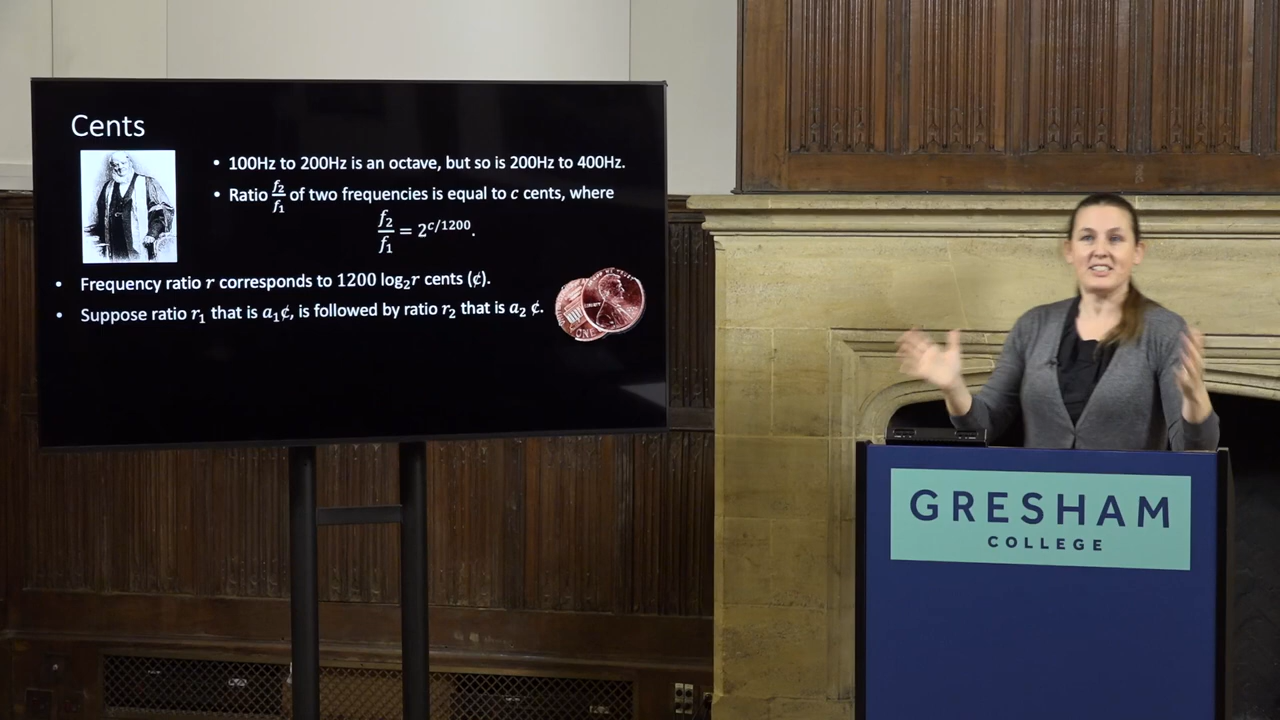 Cents
• 100Hz to 200Hz is an octave, but so is 200Hz to 400Hz.
• Ratio f₂/f₁ of two frequencies is equal to c cents, where
f₂/f₁ = 2^{c/1200}.
• Frequency ratio r corresponds to 1200 log₂r cents (¢).
• Suppose ratio r₁ that is a₁¢, is followed by ratio r₂ that is a₂ ¢.
GRESHAM
COLLEGE